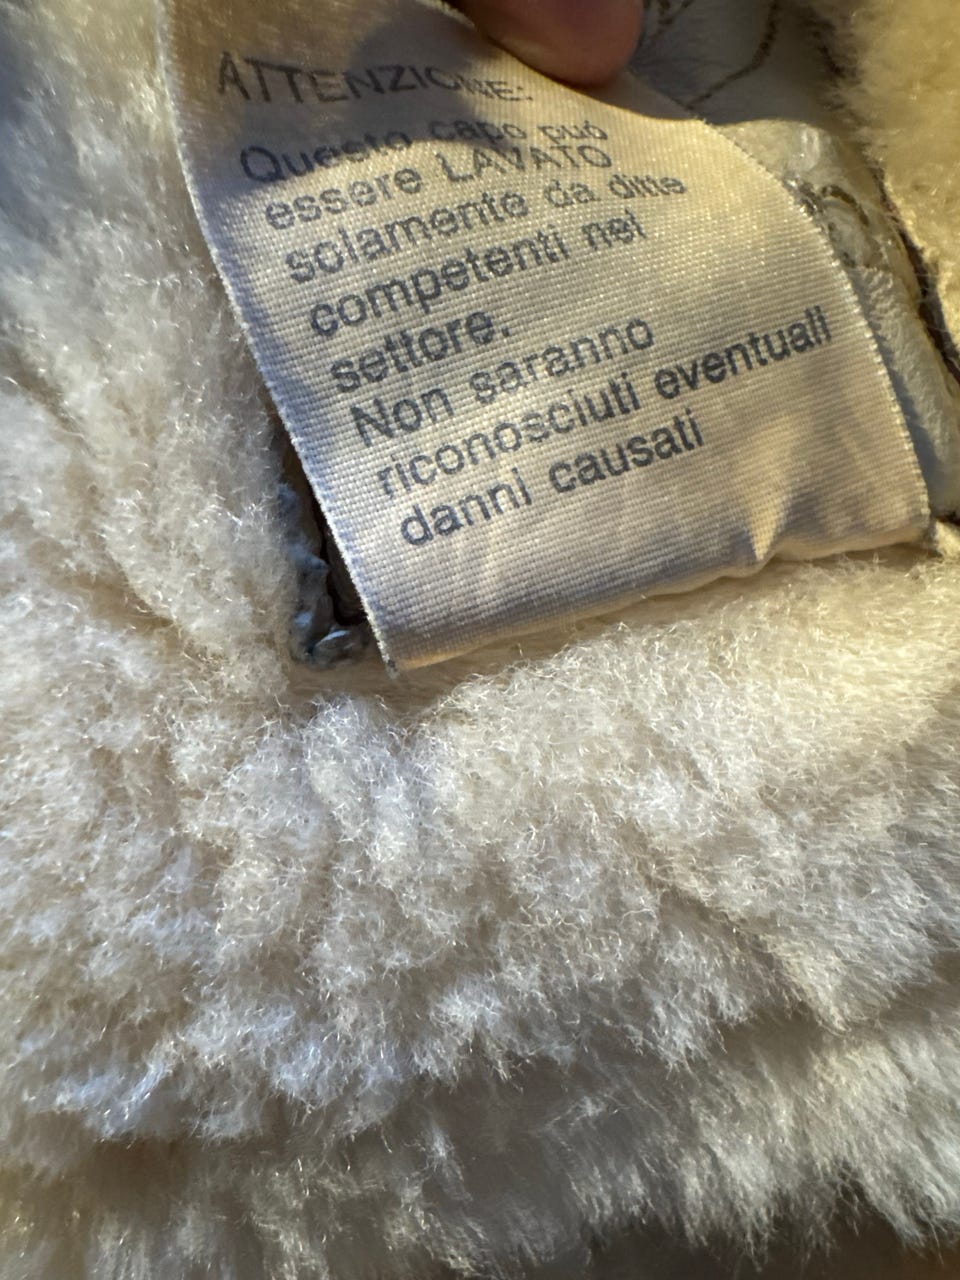 ATTENZIONE:
Questo capo può
essere LAVATO
solamente da ditte
competenti nel
settore.
Non saranno
riconosciuti eventuali
danni causati